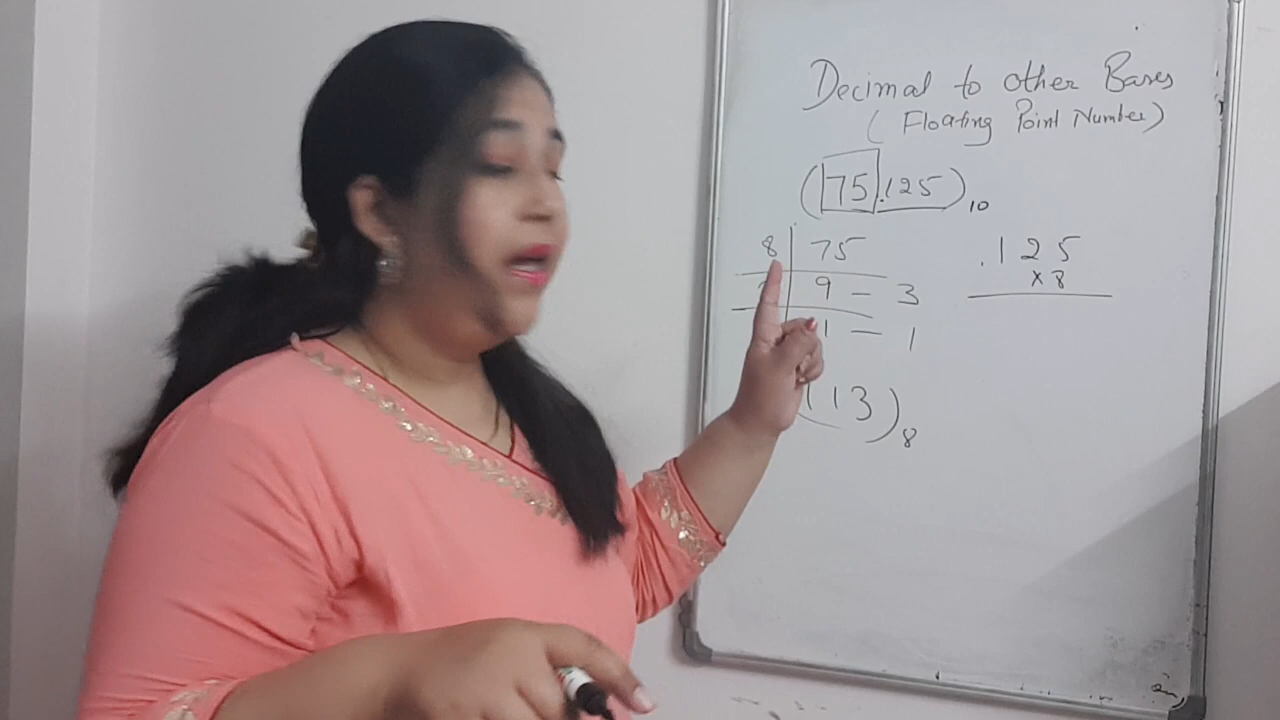 Decimal to other Bases
( Floating Point Number)
(75.125)10
8 75
9 - 3
1 - 1
(113)8
.125
x8